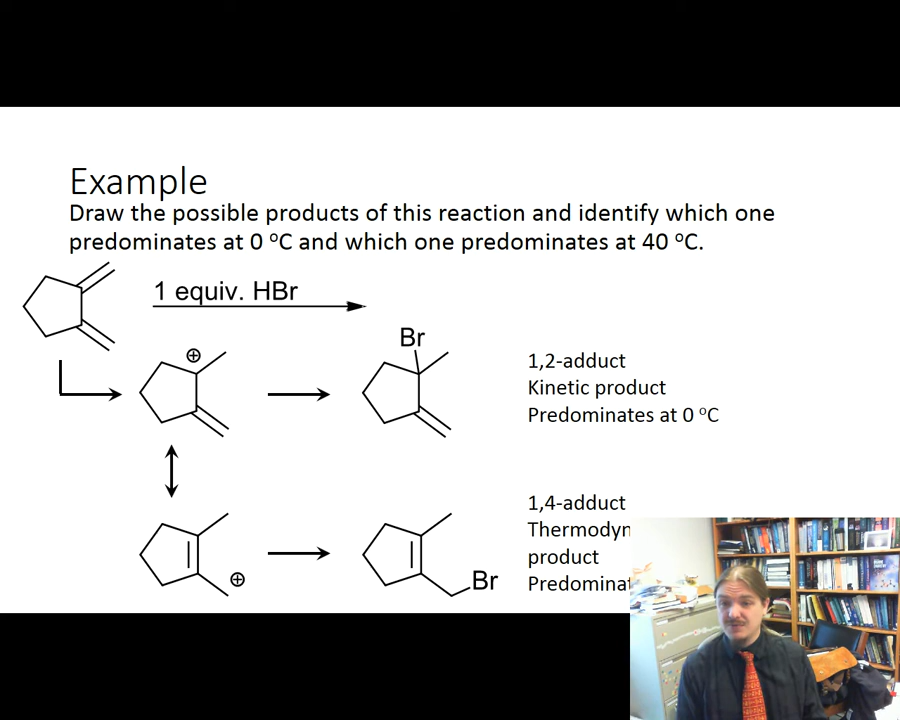 Example
Draw the possible products of this reaction and identify which one
predominates at 0 °C and which one predominates at 40 °C.
1 equiv. HBr
Br
⊕
1,2-adduct
Kinetic product
Predominates at 0 °C
1,4-adduct
Thermodyn
product
⊕
Br
Predominat